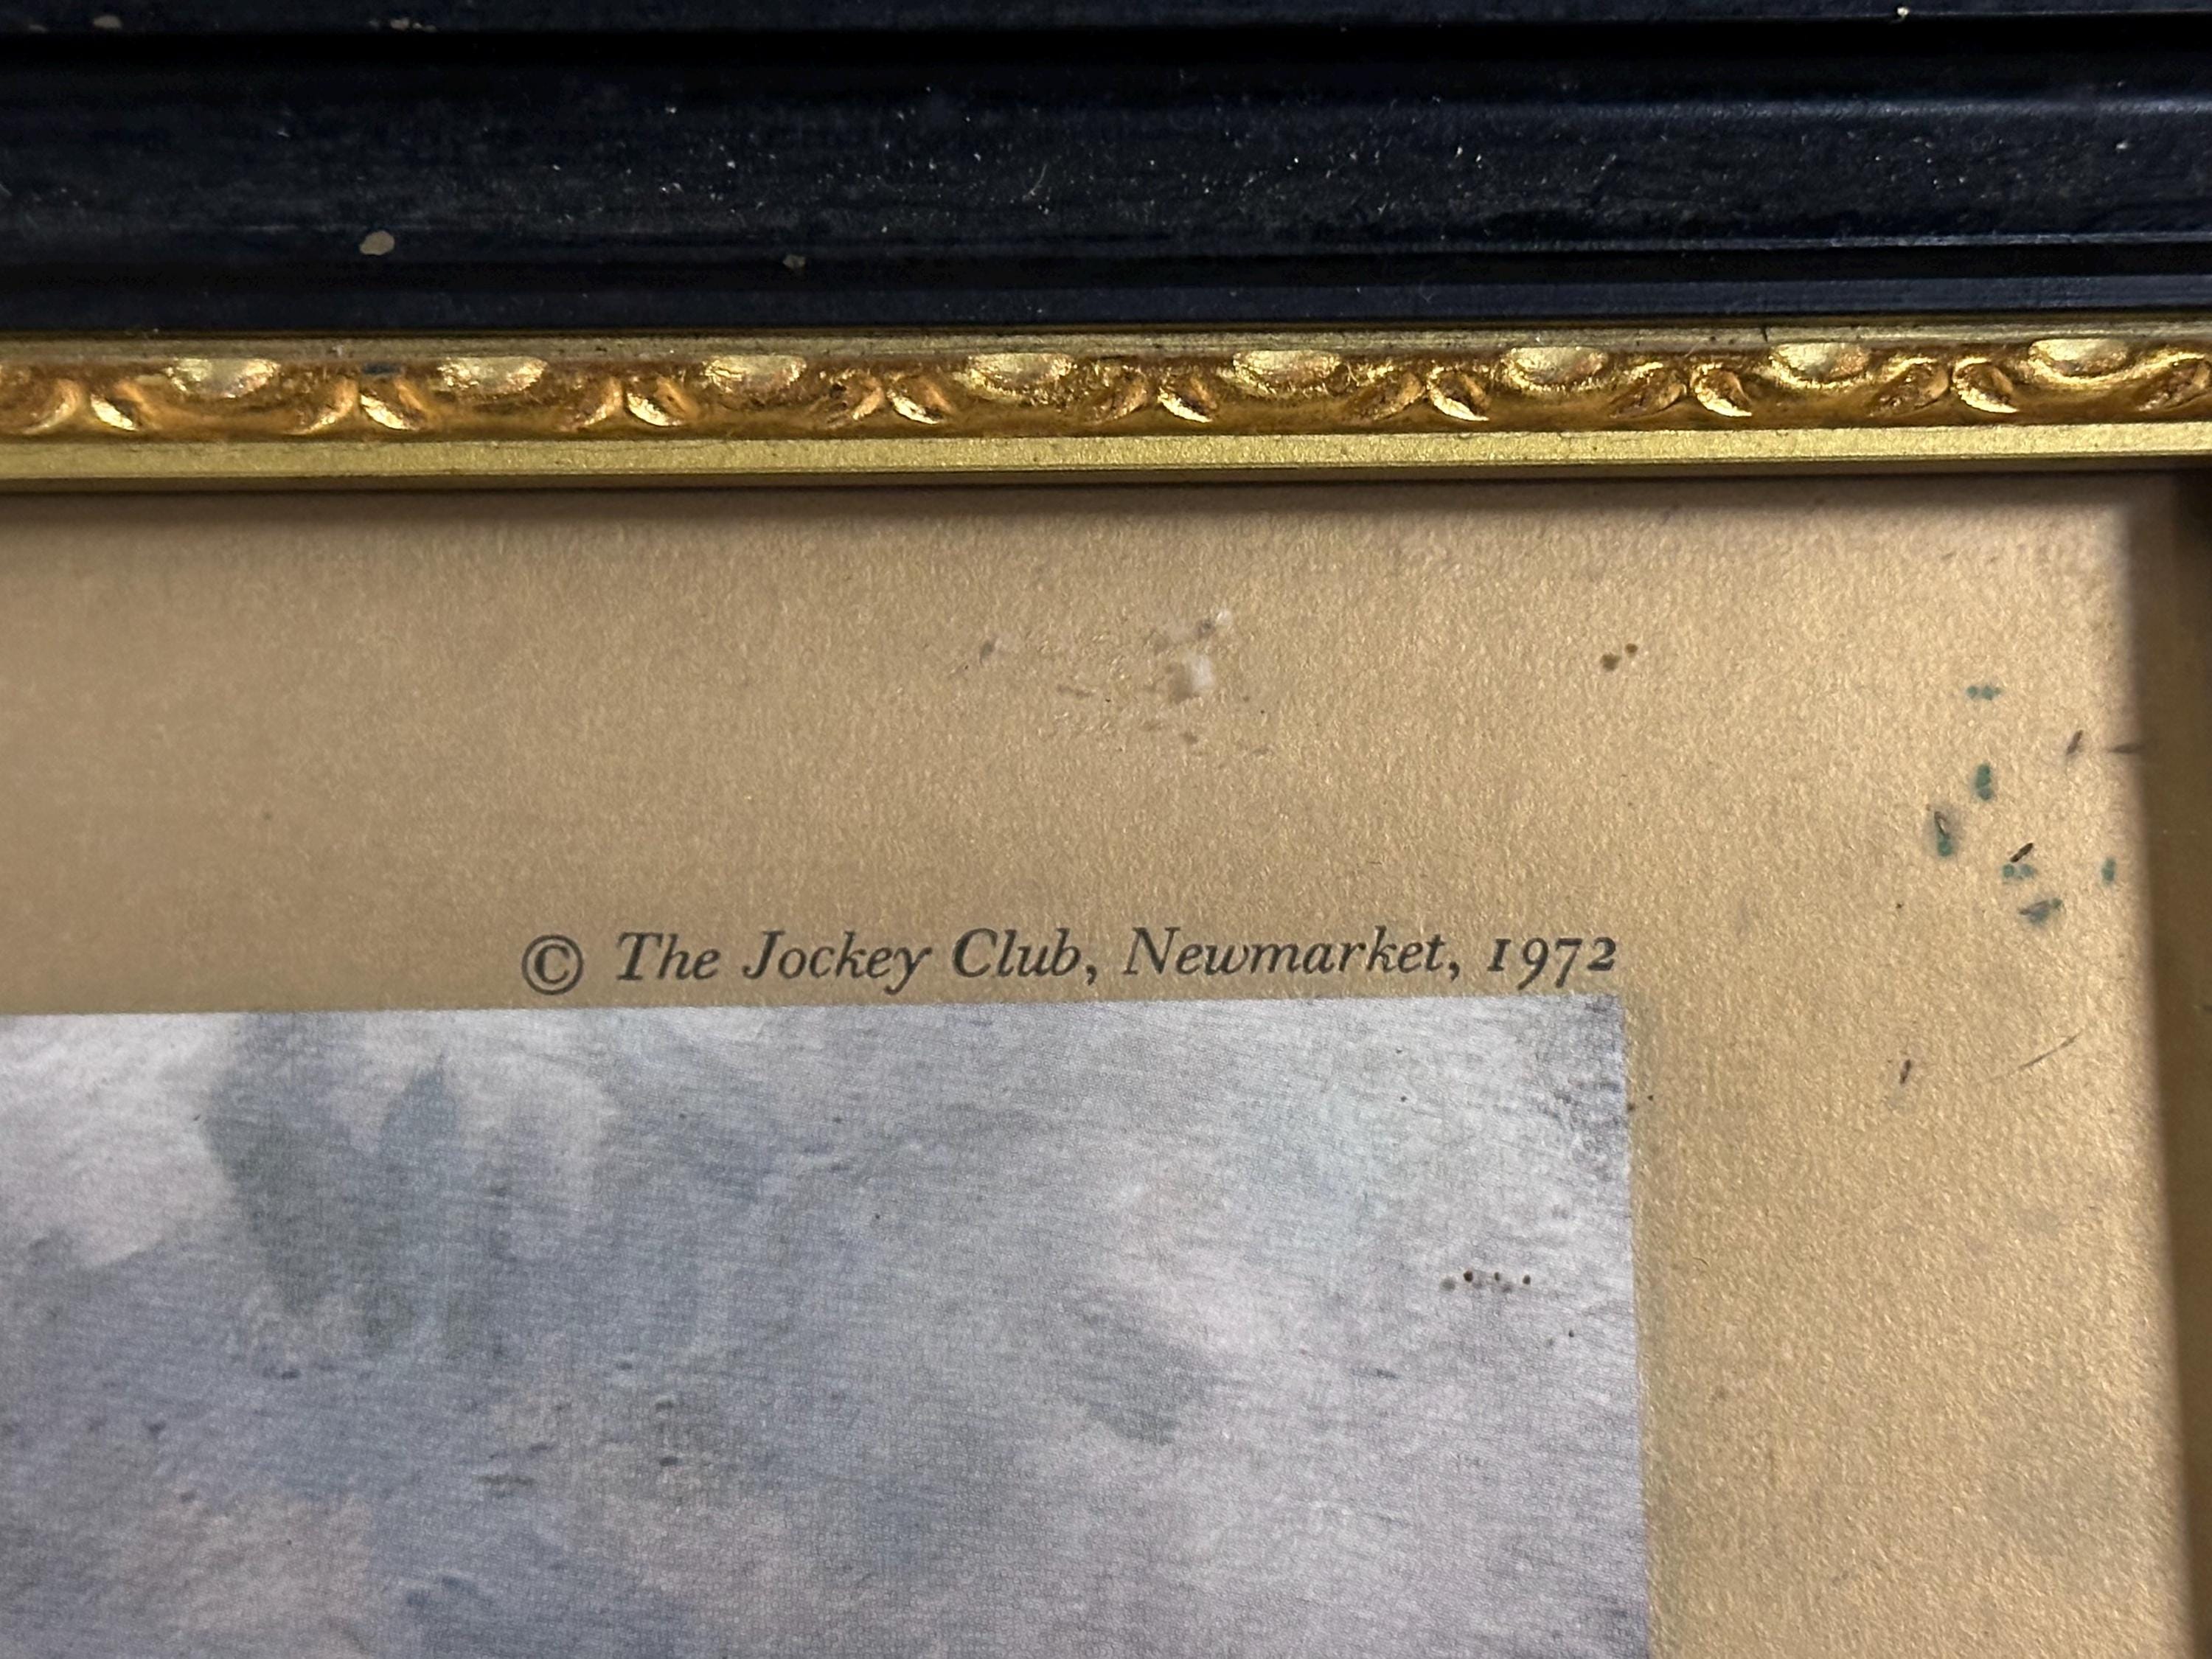 © The Jockey Club, Newmarket, 1972